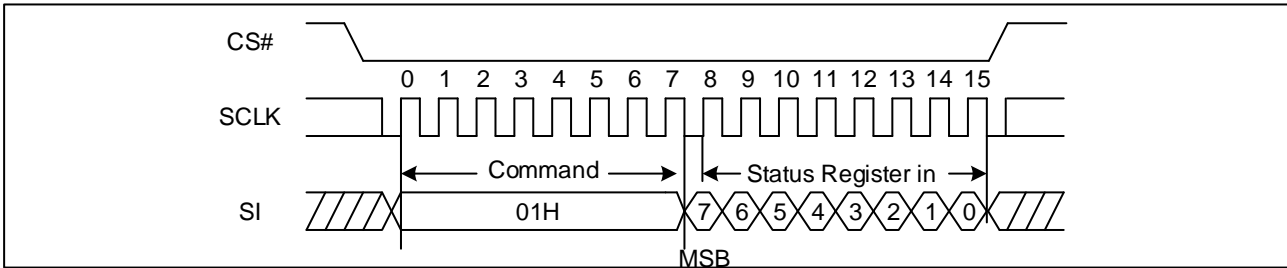 CS#
0 1 2 3 4 5 6 7 8 9 10 11 12 13 14 15
SCLK
Command Status Register in
SI 01H 7 6 5 4 3 2 1 0
MSB